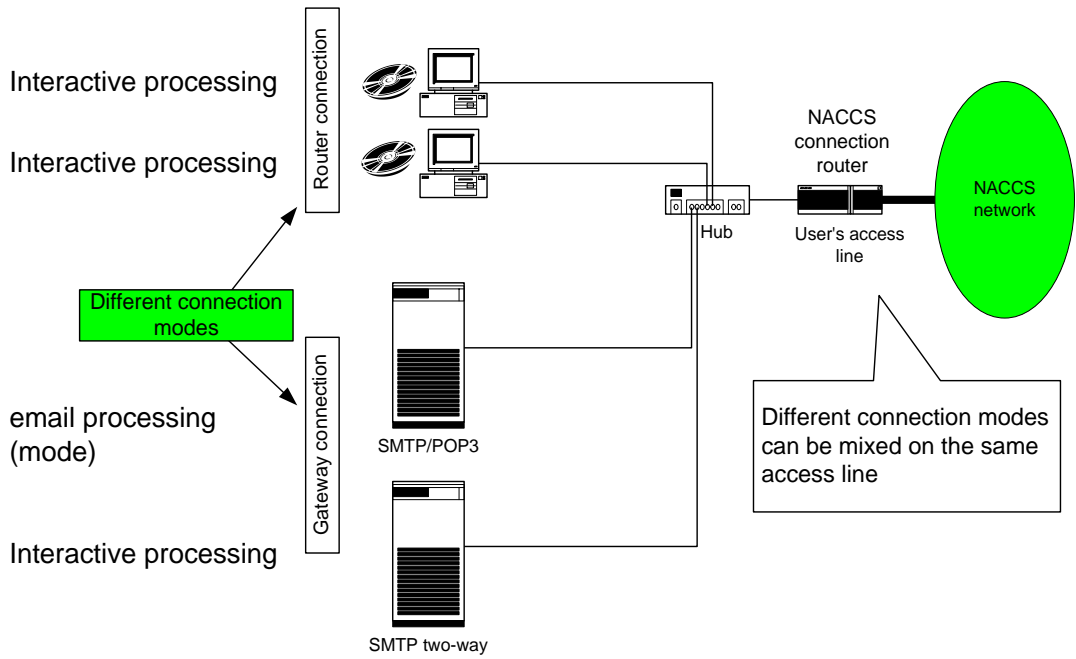 Interactive processing
Interactive processing
Router connection
NACCS
connection
router
NACCS
network
Hub
User's access
line
Different connection
modes
Gateway connection
email processing
(mode)
SMTP/POP3
Different connection modes
can be mixed on the same
access line
Interactive processing
SMTP two-way